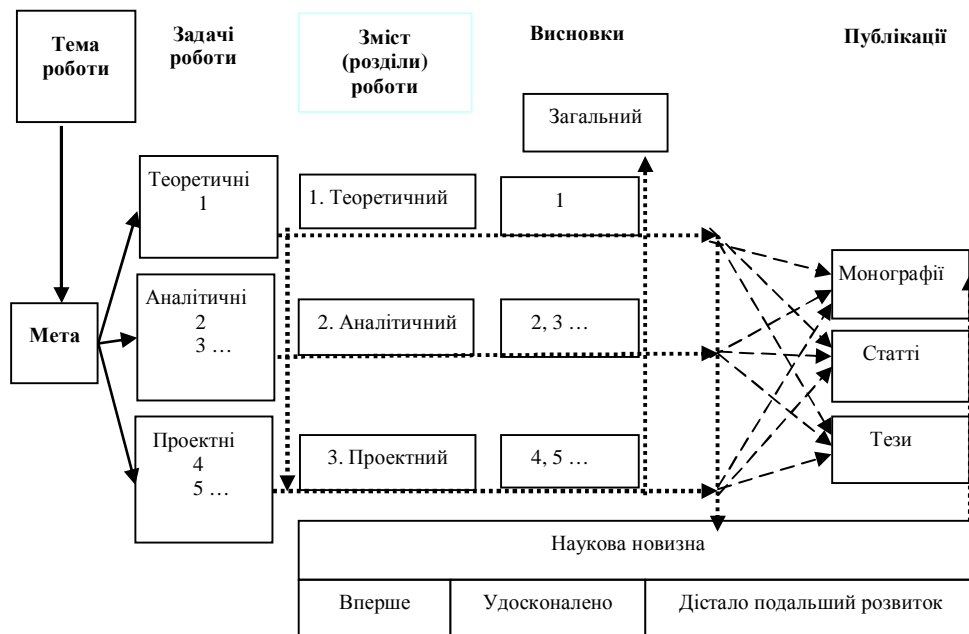 Тема
роботи
Задачі
роботи
Зміст
(розділи)
роботи
Висновки
Публікації
Загальний
Теоретичні
1
1. Теоретичний
1
Мета
Аналітичні
2
3 …
2. Аналітичний
2, 3 …
Монографії
Статті
Тези
Проектні
4
5 …
3. Проектний
4, 5 …
Наукова новизна
Вперше
Удосконалено
Дістало подальший розвиток